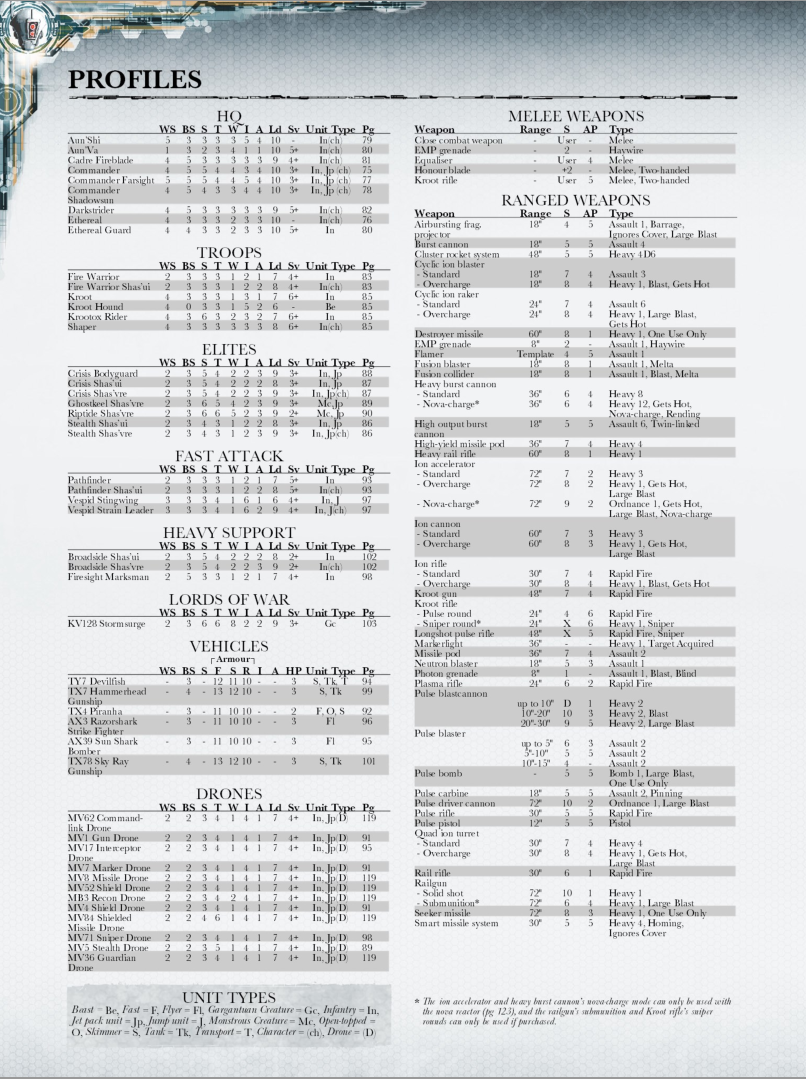 PROFILES
HQ
WS BS S T W I A Ld Sv Unit Type Pg
Aun'Shi 5 3 3 3 3 5 4 10 - In(ch) 79
Aun'Va 1 3 2 3 4 1 1 10 5+ In(ch) 80
Cadre Fireblade 4 5 3 3 3 3 3 9 4+ In(ch) 81
Commander 4 5 5 4 4 3 4 10 3+ In, Jp (ch) 75
Commander Farsight 5 5 5 4 4 5 4 10 3+ In, Jp (ch) 77
Commander 4 5 4 3 3 4 4 10 3+ In, Jp (ch) 78
Shadowsun
Darkstrider 4 5 3 3 3 3 3 9 5+ In(ch) 82
Ethereal 4 3 3 3 2 3 3 10 - In(ch) 76
Ethereal Guard 4 4 3 3 2 3 3 10 5+ In 80
TROOPS
WS BS S T W I A Ld Sv Unit Type Pg
Fire Warrior 2 3 3 3 1 2 1 7 4+ In 83
Fire Warrior Shas'ui 2 3 3 3 1 2 2 8 4+ In(ch) 83
Kroot 4 3 3 3 1 3 1 7 6+ In 85
Kroot Hound 4 0 3 3 1 5 2 6 - Be 85
Krootox Rider 4 3 6 3 2 3 2 7 6+ In 85
Shaper 4 3 3 3 3 3 3 8 6+ In(ch) 85
ELITES
WS BS S T W I A Ld Sv Unit Type Pg
Crisis Bodyguard 2 3 5 4 2 2 3 9 3+ In, Jp 88
Crisis Shas'ui 2 3 5 4 2 2 2 8 3+ In, Jp 87
Crisis Shas'vre 2 3 5 4 2 2 3 9 3+ In, Jp(ch) 87
Ghostkeel Shas'vre 2 3 6 5 4 2 3 9 3+ Mc,Jp 89
Riptide Shas'vre 2 3 6 6 5 2 3 9 2+ Mc, Jp 90
Stealth Shas'ui 2 3 4 3 1 2 2 8 3+ In, Jp 86
Stealth Shas'vre 2 3 4 3 1 2 3 9 3+ In, Jp(ch) 86
FAST ATTACK
WS BS S T W I A Ld Sv Unit Type Pg
Pathfinder 2 3 3 3 1 2 1 7 5+ In 93
Pathfinder Shas'ui 2 3 3 3 1 2 2 8 5+ In(ch) 93
Vespid Stingwing 3 3 3 4 1 6 1 6 4+ In, J 97
Vespid Strain Leader 3 3 3 4 1 6 2 9 4+ In, J(ch) 97
HEAVY SUPPORT
WS BS S T W I A Ld Sv Unit Type Pg
Broadside Shas'ui 2 3 5 4 2 2 2 8 2+ In 102
Broadside Shas'vre 2 3 5 4 2 2 3 9 2+ In(ch) 102
Firesight Marksman 2 5 3 3 1 2 1 7 4+ In 98
LORDS OF WAR
WS BS S T W I A Ld Sv Unit Type Pg
KV128 Stormsurge 2 3 6 6 8 2 2 9 3+ Gc 103
VEHICLES
Armour
WS BS S F S R I A HP Unit Type Pg
TY7 Devilfish - 3 - 12 11 10 - - 3 S, Tk, T 94
TX7 Hammerhead - 4 - 13 12 10 - - 3 S, Tk 99
Gunship
TX4 Piranha - 3 - 11 10 10 - - 2 F, O, S 92
AX3 Razorshark - 3 - 11 10 10 - - 3 Fl 96
Strike Fighter
AX39 Sun Shark - 3 - 11 10 10 - - 3 Fl 95
Bomber
TX78 Sky Ray - 4 - 13 12 10 - - 3 S, Tk 101
Gunship
DRONES
WS BS S T W I A Ld Sv Unit Type Pg
MV62 Command- 2 2 3 4 1 4 1 7 4+ In, Jp(D) 119
link Drone
MV1 Gun Drone 2 2 3 4 1 4 1 7 4+ In, Jp(D) 91
MV17 Interceptor 2 2 3 4 1 4 1 7 4+ In, Jp(D) 95
Drone
MV7 Marker Drone 2 2 3 4 1 4 1 7 4+ In, Jp(D) 91
MV8 Missile Drone 2 2 3 4 1 4 1 7 4+ In, Jp(D) 119
MV52 Shield Drone 2 2 3 4 1 4 1 7 4+ In, Jp(D) 119
MB3 Recon Drone 2 2 3 4 2 4 1 7 4+ In, Jp(D) 119
MV4 Shield Drone 2 2 3 4 1 4 1 7 4+ In, Jp(D) 91
MV84 Shielded 2 2 4 6 1 4 1 7 4+ In, Jp(D) 119
Missile Drone
MV71 Sniper Drone 2 2 3 4 1 4 1 7 4+ In, Jp(D) 98
MV5 Stealth Drone 2 2 3 5 1 4 1 7 4+ In, Jp(D) 89
MV36 Guardian 2 2 3 4 1 4 1 7 4+ In, Jp(D) 119
Drone
UNIT TYPES
Beast = Be, Fast = F, Flyer = Fl, Gargantuan Creature = Gc, Infantry = In,
Jet pack unit = Jp, Jump unit = J, Monstrous Creature = Mc, Open-topped =
O, Skimmer = S, Tank = Tk, Transport = T, Character = (ch), Drone = (D)
MELEE WEAPONS
Weapon Range S AP Type
Close combat weapon - User - Melee
EMP grenade - 2 - Haywire
Equaliser - User 4 Melee
Honour blade - +2 - Melee, Two-handed
Kroot rifle - User 5 Melee, Two-handed
RANGED WEAPONS
Weapon Range S AP Type
Airbursting frag. 18" 4 5 Assault 1, Barrage,
projector Ignores Cover, Large Blast
Burst cannon 18" 5 5 Assault 4
Cluster rocket system 48" 5 5 Heavy 4D6
Cyclic ion blaster
- Standard 18" 7 4 Assault 3
- Overcharge 18" 8 4 Heavy 1, Blast, Gets Hot
Cyclic ion raker
- Standard 24" 7 4 Assault 6
- Overcharge 24" 8 4 Heavy 1, Large Blast,
Gets Hot
Destroyer missile 60" 8 1 Heavy 1, One Use Only
EMP grenade 8" 2 - Assault 1, Haywire
Flamer Template 4 5 Assault 1
Fusion blaster 18" 8 1 Assault 1, Melta
Fusion collider 18" 8 1 Assault 1, Blast, Melta
Heavy burst cannon
- Standard 36" 6 4 Heavy 8
- Nova-charge* 36" 6 4 Heavy 12, Gets Hot,
Nova-charge, Rending
High output burst 18" 5 5 Assault 6, Twin-linked
cannon
High-yield missile pod 36" 7 4 Heavy 4
Heavy rail rifle 60" 8 1 Heavy 1
Ion accelerator
- Standard 72" 7 2 Heavy 3
- Overcharge 72" 8 2 Heavy 1, Gets Hot,
Large Blast
- Nova-charge* 72" 9 2 Ordnance 1, Gets Hot,
Large Blast, Nova-charge
Ion cannon
- Standard 60" 7 3 Heavy 3
- Overcharge 60" 8 3 Heavy 1, Gets Hot,
Large Blast
Ion rifle
- Standard 30" 7 4 Rapid Fire
- Overcharge 30" 8 4 Heavy 1, Blast, Gets Hot
Kroot gun 48" 7 4 Rapid Fire
Kroot rifle
- Pulse round 24" 4 6 Rapid Fire
- Sniper round* 24" X 6 Heavy 1, Sniper
Longshot pulse rifle 48" X 5 Rapid Fire, Sniper
Markerlight 36" - - Heavy 1, Target Acquired
Missile pod 36" 7 4 Assault 2
Neutron blaster 18" 5 3 Assault 1
Photon grenade 8" 1 - Assault 1, Blast, Blind
Plasma rifle 24" 6 2 Rapid Fire
Pulse blastcannon
up to 10" D 1 Heavy 2
10"-20" 10 3 Heavy 2, Blast
20"-30" 9 5 Heavy 2, Large Blast
Pulse blaster
up to 5" 6 3 Assault 2
5"-10" 5 5 Assault 2
10"-15" 4 - Assault 2
Pulse bomb - 5 5 Bomb 1, Large Blast,
One Use Only
Pulse carbine 18" 5 5 Assault 2, Pinning
Pulse driver cannon 72" 10 2 Ordnance 1, Large Blast
Pulse rifle 30" 5 5 Rapid Fire
Pulse pistol 12" 5 5 Pistol
Quad ion turret
- Standard 30" 7 4 Heavy 4
- Overcharge 30" 8 4 Heavy 1, Gets Hot,
Large Blast
Rail rifle 30" 6 1 Rapid Fire
Railgun
- Solid shot 72" 10 1 Heavy 1
- Submunition* 72" 6 4 Heavy 1, Large Blast
Seeker missile 72" 8 3 Heavy 1, One Use Only
Smart missile system 30" 5 5 Heavy 4, Homing,
Ignores Cover
* The ion accelerator and heavy burst cannon's nova-charge mode can only be used with
the nova reactor (pg 123), and the railgun's submunition and Kroot rifle's sniper
rounds can only be used if purchased.